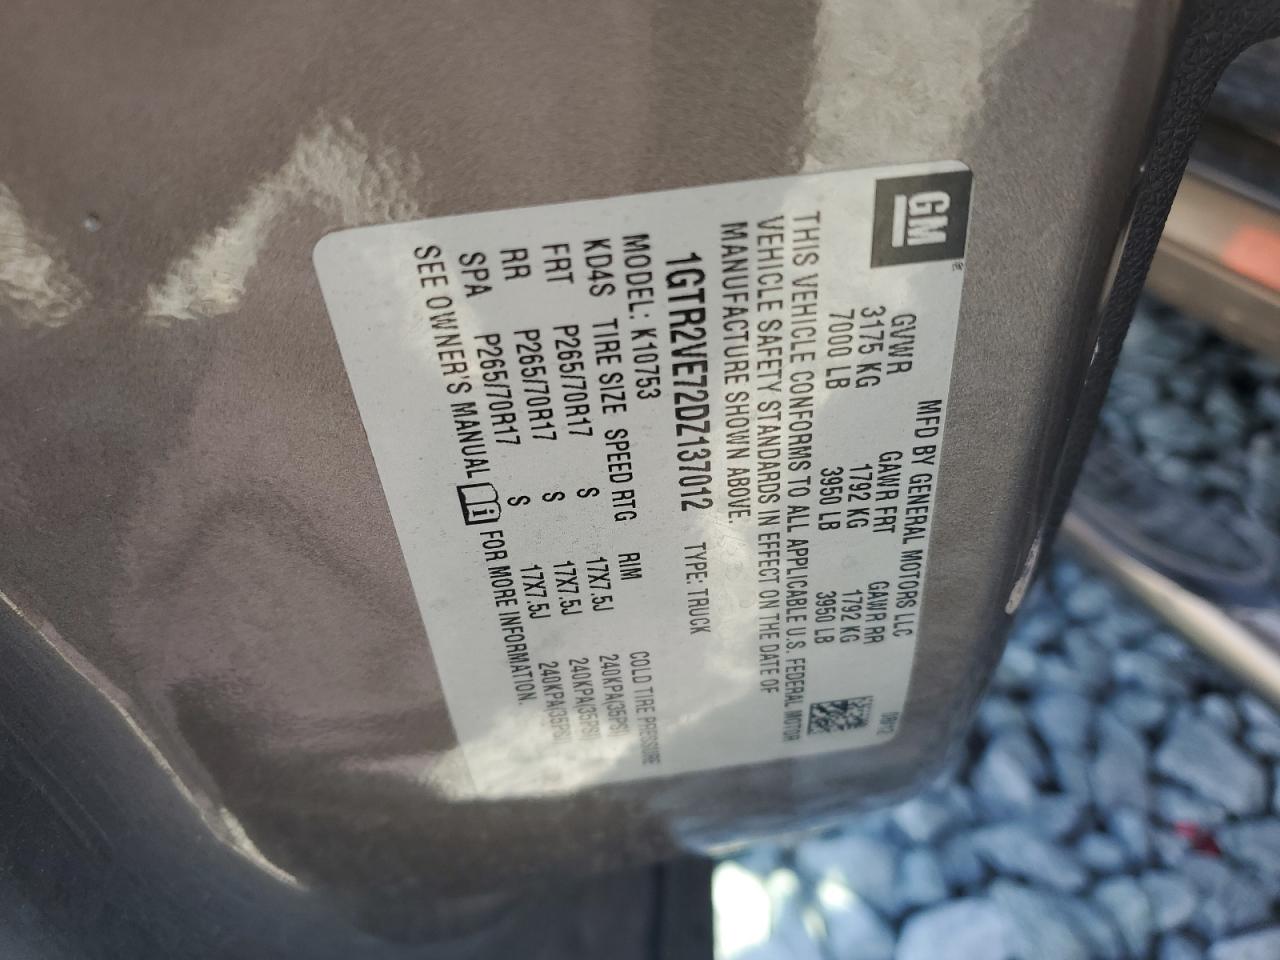 GM
MFD BY GENERAL MOTORS LLC
GVWR GAWR FRT GAWR RR
3175 KG 1792 KG 1792 KG
7000 LB 3950 LB 3950 LB
THIS VEHICLE CONFORMS TO ALL APPLICABLE U.S. FEDERAL MOTOR
VEHICLE SAFETY STANDARDS IN EFFECT ON THE DATE OF
MANUFACTURE SHOWN ABOVE.
1GTR2VE72DZ137012 TYPE: TRUCK
MODEL: K10753
KD4S TIRE SIZE SPEED RTG RIM COLD TIRE PRESSURE
FRT P265/70R17 S 17X7.5J 240KPA(35PSI)
RR P265/70R17 S 17X7.5J 240KPA(35PSI)
SPA P265/70R17 S 17X7.5J 240KPA(35PSI)
SEE OWNER'S MANUAL i FOR MORE INFORMATION.